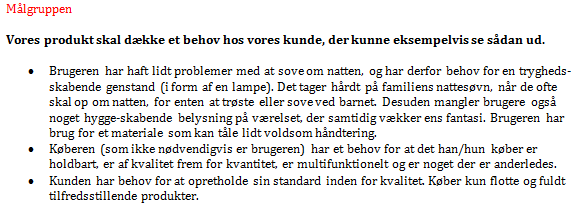 Målgruppen
Vores produkt skal dække et behov hos vores kunde, der kunne eksempelvis se sådan ud.
• Brugeren har haft lidt problemer med at sove om natten, og har derfor behov for en trygheds-
skabende genstand (i form af en lampe). Det tager hårdt på familiens nattesøvn, når de ofte
skal op om natten, for enten at trøste eller sove ved barnet. Desuden mangler brugere også
noget hygge-skabende belysning på værelset, der samtidig vækker ens fantasi. Brugeren har
brug for et materiale som kan tåle lidt voldsom håndtering.
• Køberen (som ikke nødvendigvis er brugeren) har et behov for at det han/hun køber er
holdbart, er af kvalitet frem for kvantitet, er multifunktionelt og er noget der er anderledes.
• Kunden har behov for at opretholde sin standard inden for kvalitet. Køber kun flotte og fuldt
tilfredsstillende produkter.